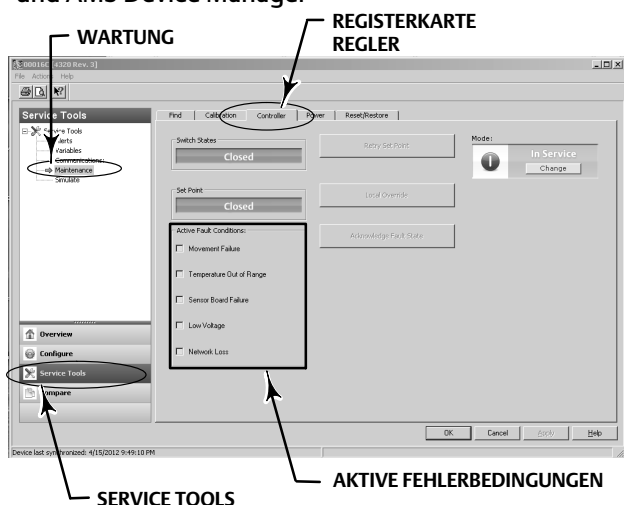 and AMS Device Manager
REGISTERKARTE
REGLER
WARTUNG
File Actions Help
Service Tools
Service Tools
Alerts
Variables
Communications
Maintenance
Simulate
Overview
Configure
Service Tools
Compare
Find Calibration Controller Power Reset/Restore
Switch States
Closed
Retry Set Point
Mode:
In Service
Change
Set Point
Closed
Local Override
Active Fault Conditions:
Acknowledge Fault State
Movement Failure
Temperature Out of Range
Sensor Board Failure
Low Voltage
Network Loss
OK Cancel Apply Help
Device last synchronized: 4/15/2012 9:49:10 PM
AKTIVE FEHLERBEDINGUNGEN
SERVICE TOOLS